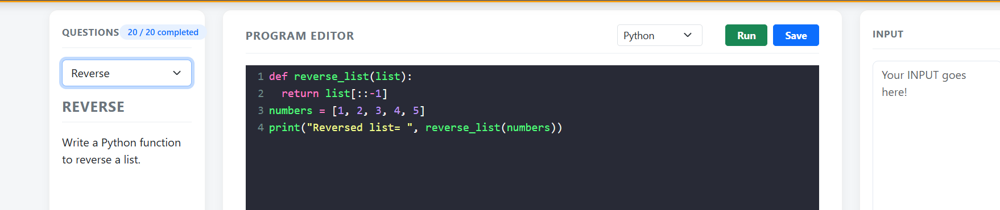 QUESTIONS 20 / 20 completed
Reverse
REVERSE
Write a Python function
to reverse a list.
PROGRAM EDITOR Python Run Save
1 def reverse_list(list):
2   return list[::-1]
3 numbers = [1, 2, 3, 4, 5]
4 print("Reversed list= ", reverse_list(numbers))
INPUT
Your INPUT goes
here!